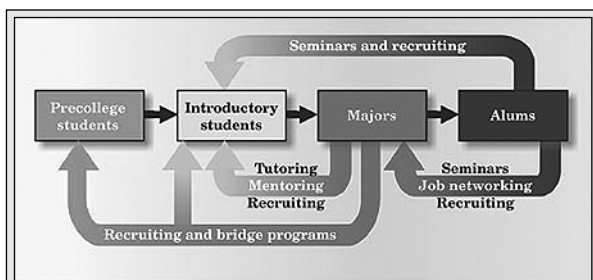 Seminars and recruiting
Precollege
students
Introductory
students
Majors
Alums
Tutoring
Mentoring
Recruiting
Seminars
Job networking
Recruiting
Recruiting and bridge programs